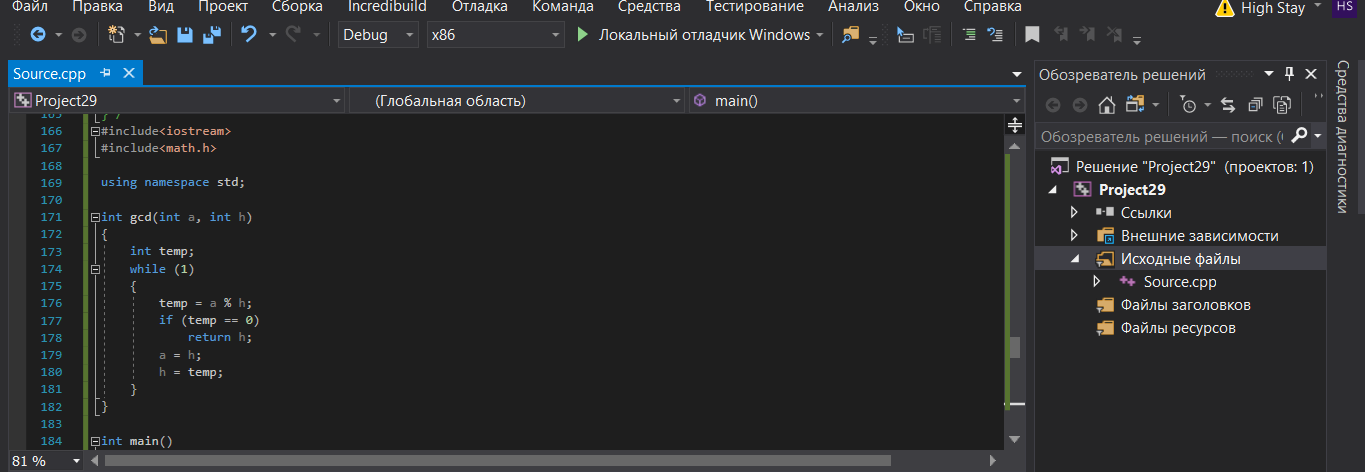 Файл Правка Вид Проект Сборка Incredibuild Отладка Команда Средства Тестирование Анализ Окно Справка High Stay HS
Debug x86 Локальный отладчик Windows
Source.cpp
Project29 (Глобальная область) main()
165 } /
166 #include<iostream>
167 #include<math.h>
168
169 using namespace std;
170
171 int gcd(int a, int h)
172 {
173 int temp;
174 while (1)
175 {
176 temp = a % h;
177 if (temp == 0)
178 return h;
179 a = h;
180 h = temp;
181 }
182 }
183
184 int main()
81 %
Обозреватель решений
Обозреватель решений — поиск (
Решение "Project29" (проектов: 1)
Project29
Ссылки
Внешние зависимости
Исходные файлы
Source.cpp
Файлы заголовков
Файлы ресурсов
Средства диагностики